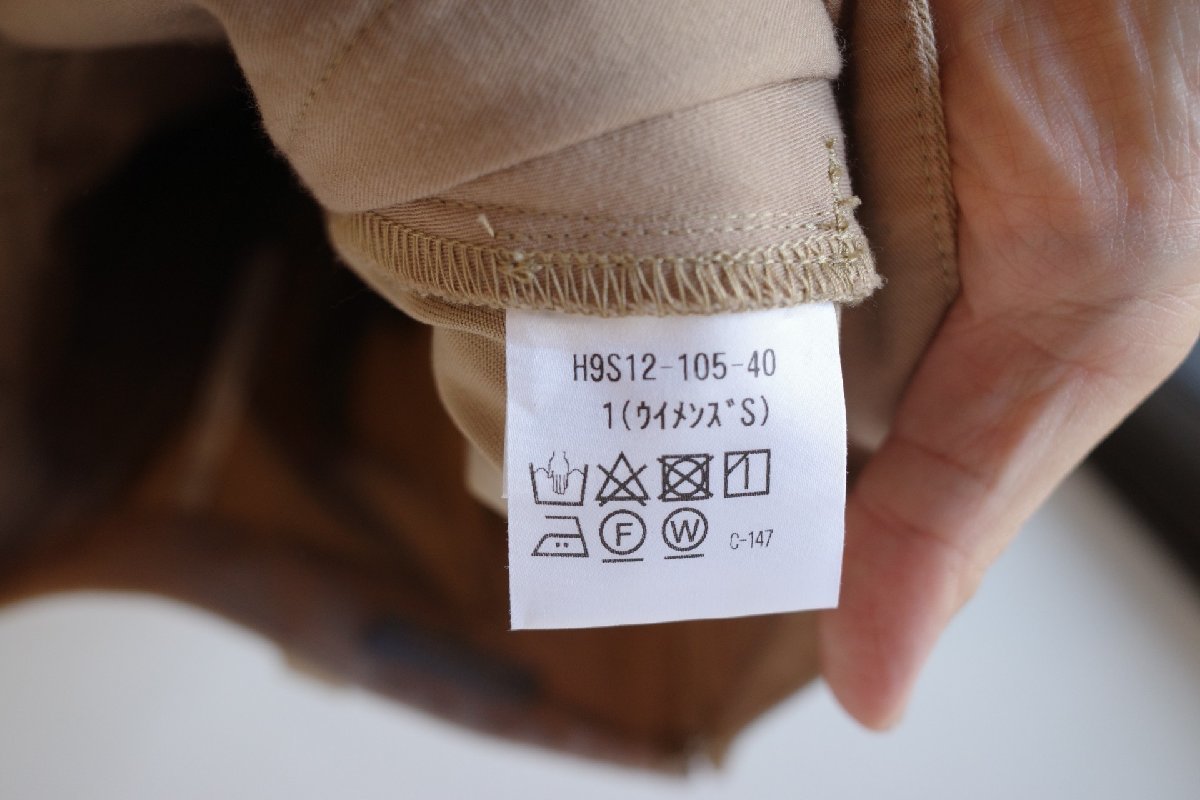 H9S12-105-40
1(ｳｲﾒﾝｽﾞS)
F W C-147